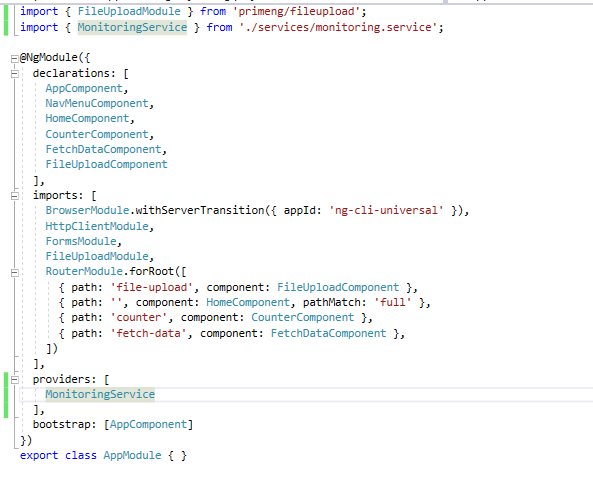 import { FileUploadModule } from 'primeng/fileupload';
import { MonitoringService } from './services/monitoring.service';

@NgModule({
  declarations: [
    AppComponent,
    NavMenuComponent,
    HomeComponent,
    CounterComponent,
    FetchDataComponent,
    FileUploadComponent
  ],
  imports: [
    BrowserModule.withServerTransition({ appId: 'ng-cli-universal' }),
    HttpClientModule,
    FormsModule,
    FileUploadModule,
    RouterModule.forRoot([
      { path: 'file-upload', component: FileUploadComponent },
      { path: '', component: HomeComponent, pathMatch: 'full' },
      { path: 'counter', component: CounterComponent },
      { path: 'fetch-data', component: FetchDataComponent },
    ])
  ],
  providers: [
    MonitoringService
  ],
  bootstrap: [AppComponent]
})
export class AppModule { }